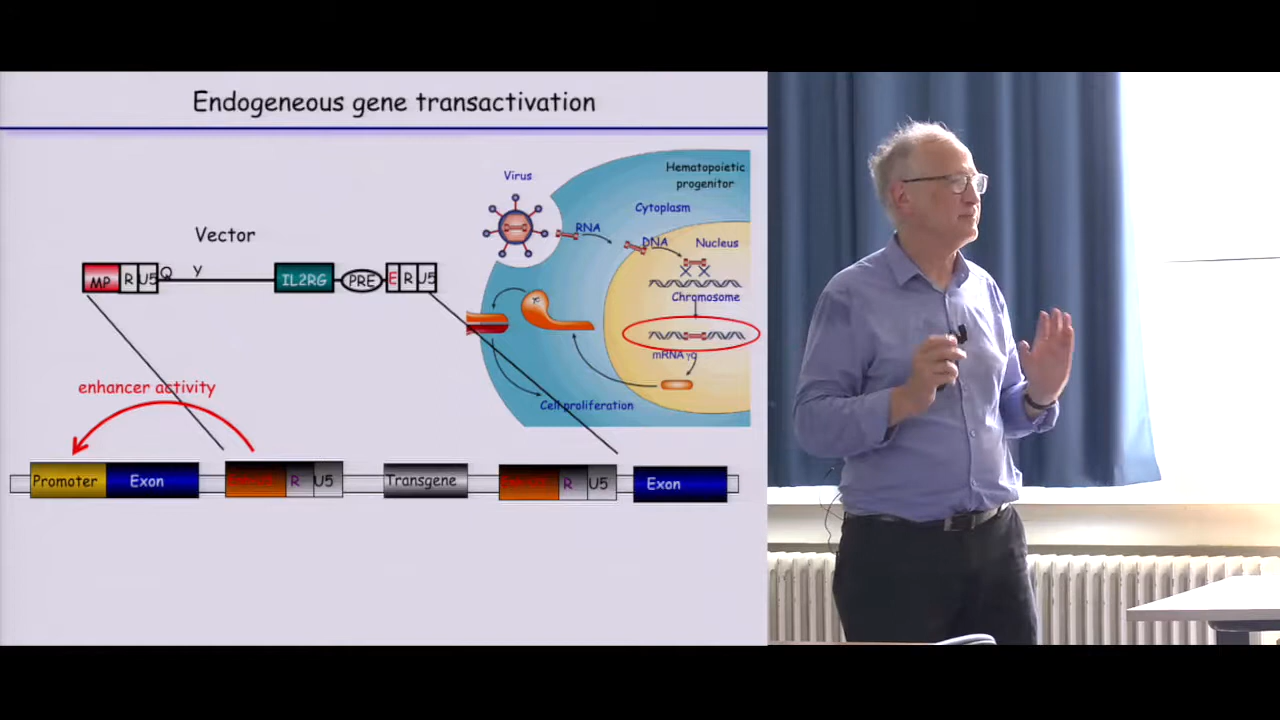 Endogeneous gene transactivation
Hematopoietic
progenitor
Virus
Cytoplasm
RNA
Vector
DNA
Nucleus
MP R U5 Q Y IL2RG PRE E R U5
Chromosome
mRNA γc
enhancer activity
Cell proliferation
Promoter Exon R U5 Transgene R U5 Exon